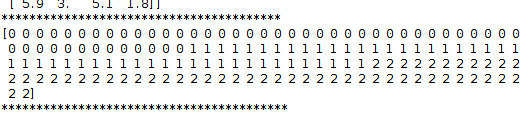 [ 5.9  3.   5.1  1.8]]
****************************************
[0 0 0 0 0 0 0 0 0 0 0 0 0 0 0 0 0 0 0 0 0 0 0 0 0 0 0 0 0 0 0 0 0 0 0 0 0
0 0 0 0 0 0 0 0 0 0 0 0 0 1 1 1 1 1 1 1 1 1 1 1 1 1 1 1 1 1 1 1 1 1 1 1 1
1 1 1 1 1 1 1 1 1 1 1 1 1 1 1 1 1 1 1 1 1 1 1 1 1 1 2 2 2 2 2 2 2 2 2 2 2
2 2 2 2 2 2 2 2 2 2 2 2 2 2 2 2 2 2 2 2 2 2 2 2 2 2 2 2 2 2 2 2 2 2 2 2 2
2 2]
*****************************************